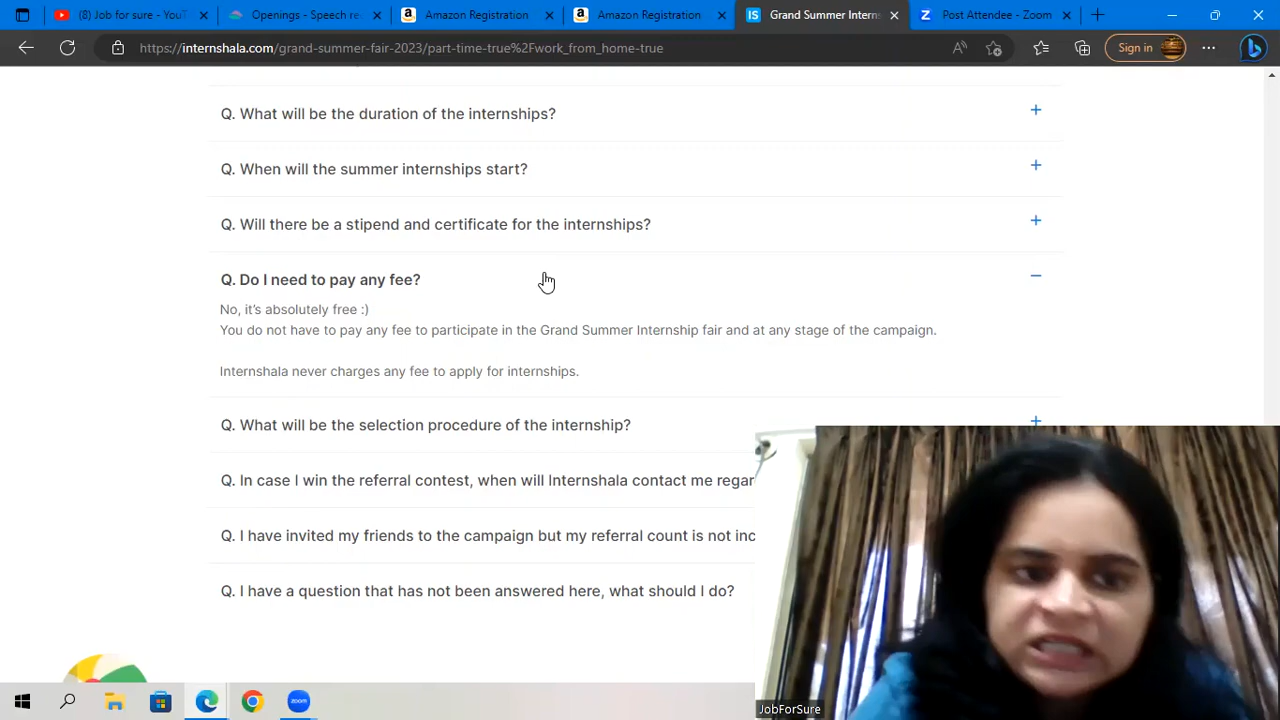 (8) Job for sure - YouT
Openings - Speech re
Amazon Registration
Amazon Registration
IS Grand Summer Intern
Post Attendee - Zoom
https://internshala.com/grand-summer-fair-2023/part-time-true%2Fwork_from_home-true
Sign in
Q. What will be the duration of the internships?
Q. When will the summer internships start?
Q. Will there be a stipend and certificate for the internships?
Q. Do I need to pay any fee?
No, it's absolutely free :)
You do not have to pay any fee to participate in the Grand Summer Internship fair and at any stage of the campaign.
Internshala never charges any fee to apply for internships.
Q. What will be the selection procedure of the internship?
Q. In case I win the referral contest, when will Internshala contact me regar
Q. I have invited my friends to the campaign but my referral count is not inc
Q. I have a question that has not been answered here, what should I do?
zoom
JobForSure